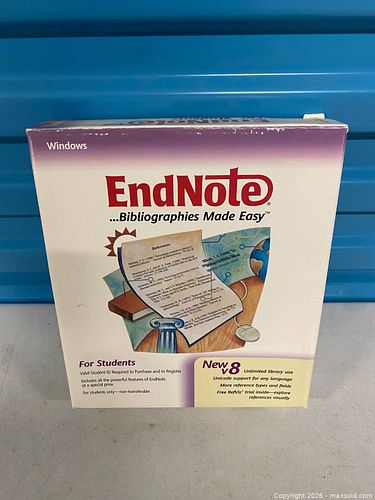 Windows
EndNote®
...Bibliographies Made Easy™
References
For Students
Valid Student ID Required to Purchase and to Register
Includes all the powerful features of EndNote
at a special price
For students only—non-transferable
New
v8
Unlimited library size
Unicode support for any language
More reference types and fields
Free RefViz trial inside—explore
references visually
Copyright 2026 - maxsold.com